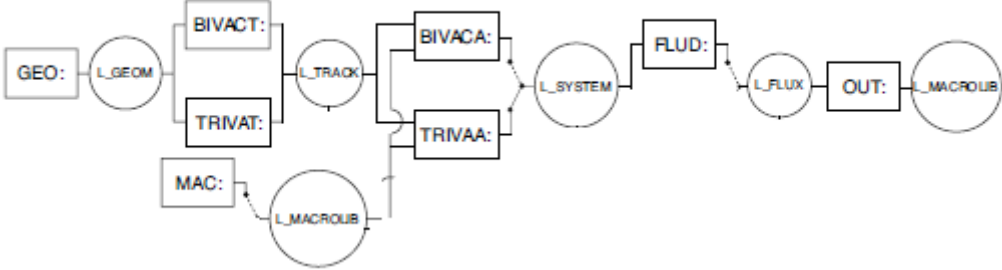 BIVACT:
BIVACA:
FLUD:
GEO:
L_GEOM
L_TRACK
L_SYSTEM
L_FLUX
OUT:
L_MACROLIB
TRIVAT:
TRIVAA:
MAC:
L_MACROLIB